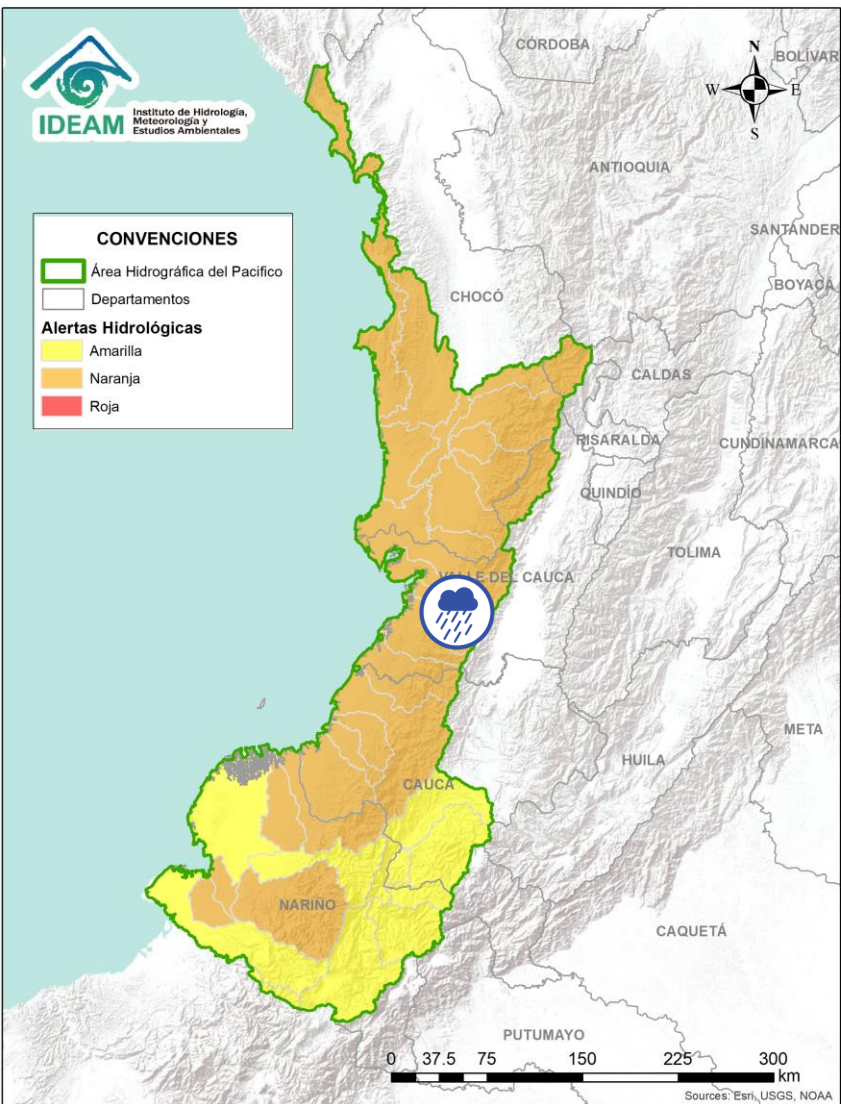 IDEAM
Instituto de Hidrología,
Meteorología y
Estudios Ambientales
CÓRDOBA
BOLÍVAR
N
W
E
S
ANTIOQUIA
SANTANDER
BOYACÁ
CONVENCIONES
Área Hidrográfica del Pacifico
Departamentos
Alertas Hidrológicas
Amarilla
Naranja
Roja
CHOCÓ
CALDAS
RISARALDA
CUNDINAMARCA
QUINDÍO
TOLIMA
VALLE DEL CAUCA
META
HUILA
CAUCA
NARIÑO
CAQUETÁ
PUTUMAYO
0 37.5 75 150 225 300
km
Sources: Esri, USGS, NOAA